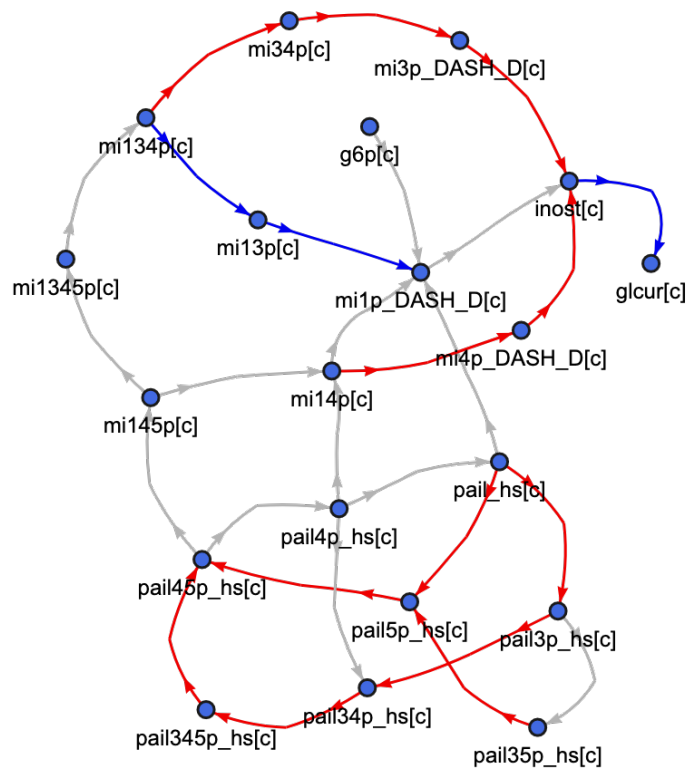 mi34p[c]
mi3p_DASH_D[c]
mi134p[c]
g6p[c]
inost[c]
mi13p[c]
mi1345p[c]
glcur[c]
mi1p_DASH_D[c]
mi4p_DASH_D[c]
mi14p[c]
mi145p[c]
pail_hs[c]
pail4p_hs[c]
pail45p_hs[c]
pail5p_hs[c]
pail3p_hs[c]
pail34p_hs[c]
pail345p_hs[c]
pail35p_hs[c]